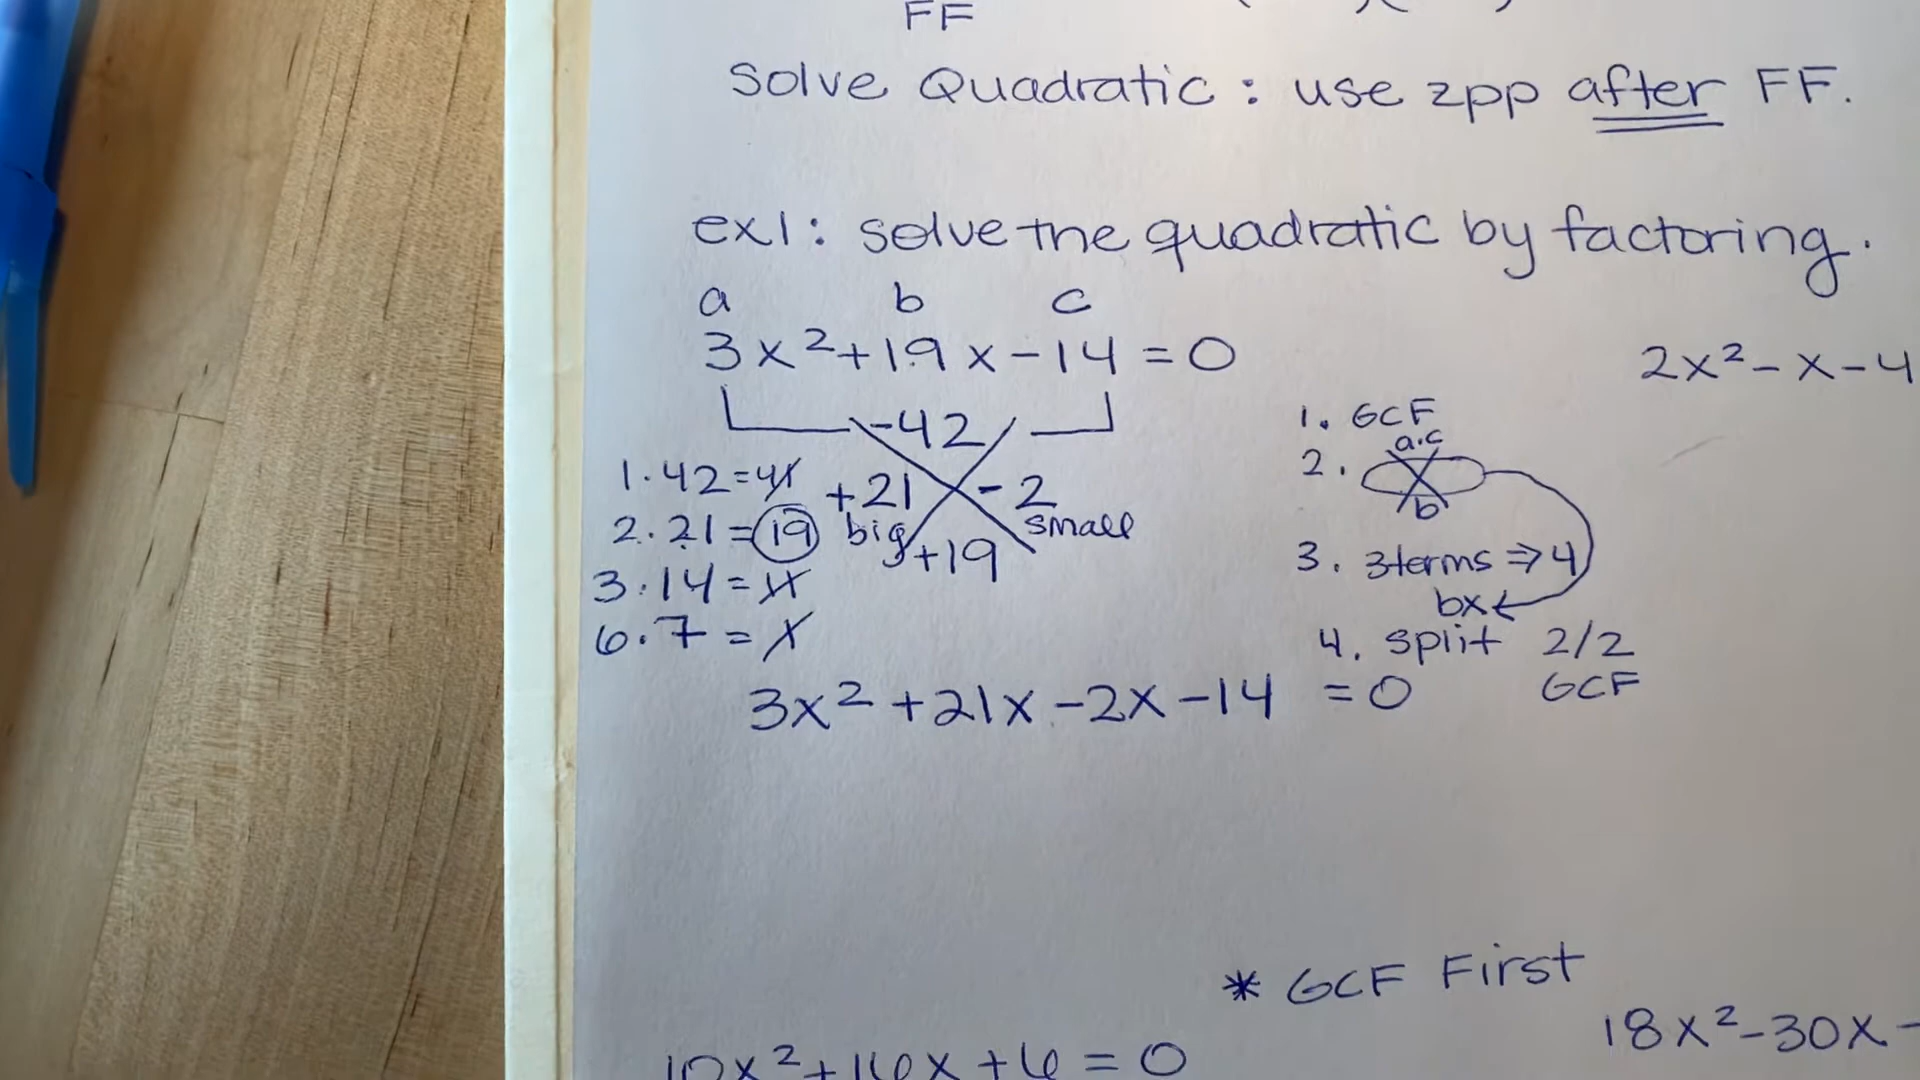 FF
Solve Quadratic: use zpp after FF.
ex1: solve the quadratic by factoring.
a b c
3x²+19x-14=0
2x²-x-4
-42
1. GCF
a·c
2.
b
1·42=41
+21 -2
2·21=19
big small
+19
3·14=11
3. 3terms ⇒ 4
bx
6·7=1
4. split 2/2
GCF
3x²+21x-2x-14 =0
* GCF First
18x²-30x-
10x²+16x+6=0